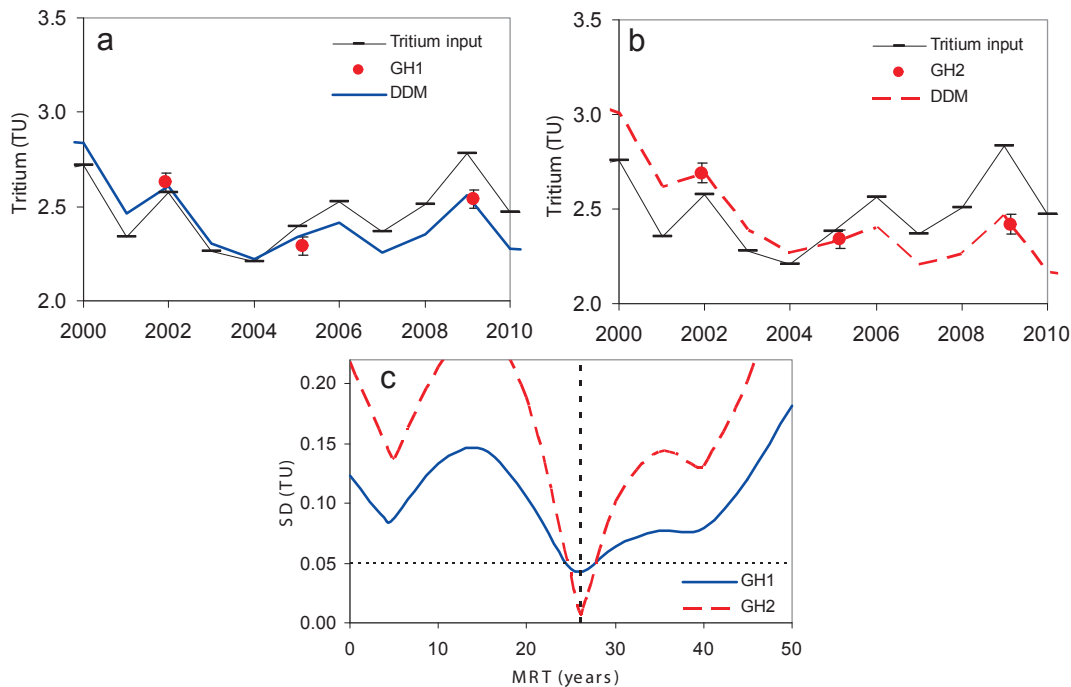 a
Tritium input
GH1
DDM
Tritium (TU)
3.5
3.0
2.5
2.0
2000 2002 2004 2006 2008 2010
b
Tritium input
GH2
DDM
Tritium (TU)
3.5
3.0
2.5
2.0
2000 2002 2004 2006 2008 2010
c
SD (TU)
0.20
0.15
0.10
0.05
0.00
GH1
GH2
0 10 20 30 40 50
MRT (years)